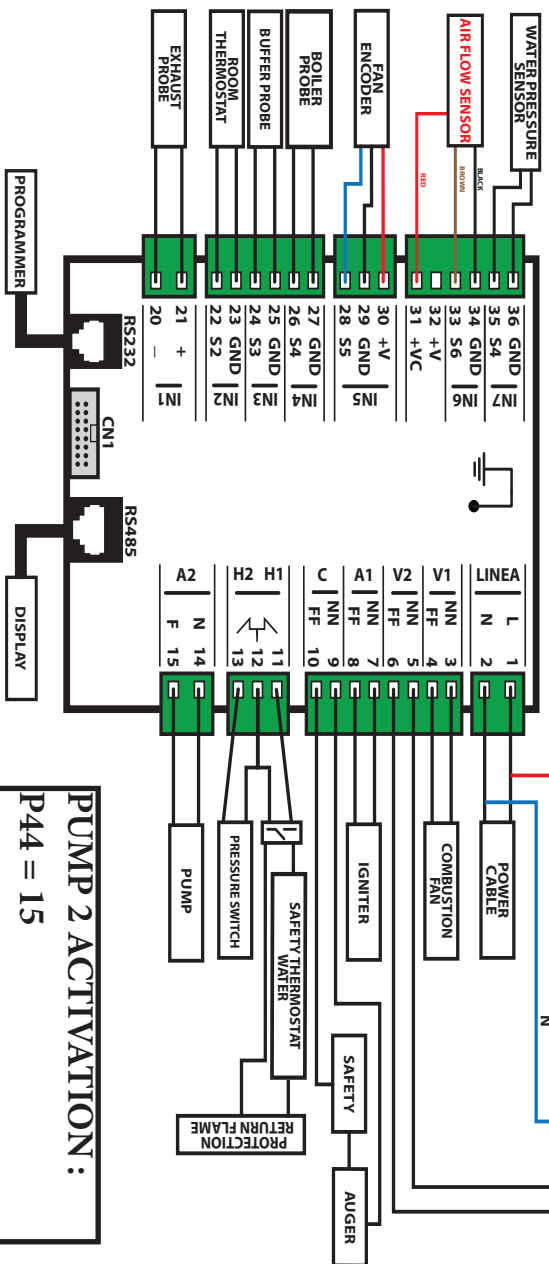 WATER PRESSURE
SENSOR
AIR FLOW SENSOR
FAN
ENCODER
BOILER
PROBE
BUFFER PROBE
ROOM
THERMOSTAT
EXHAUST
PROBE
PROGRAMMER
BLACK
BROWN
RED
36 GND
35 S4
IN7
34 GND
33 S6
IN6
32 +V
31 +VC
30 +V
29 GND
28 S5
IN5
27 GND
26 S4
IN4
25 GND
24 S3
IN3
23 GND
22 S2
IN2
21 +
20 –
IN1
RS232
CN1
RS485
DISPLAY
LINEA
L 1
N 2
V1
NN 3
FF 4
V2
NN 5
FF 6
A1
NN 7
FF 8
C
NN 9
FF 10
H2 H1
11
12
13
A2
N 14
F 15
N
POWER
CABLE
COMBUSTION
FAN
IGNITER
SAFETY THERMOSTAT
WATER
PRESSURE SWITCH
PUMP
SAFETY
AUGER
PROTECTION
RETURN FLAME
PUMP 2 ACTIVATION :
P44 = 15